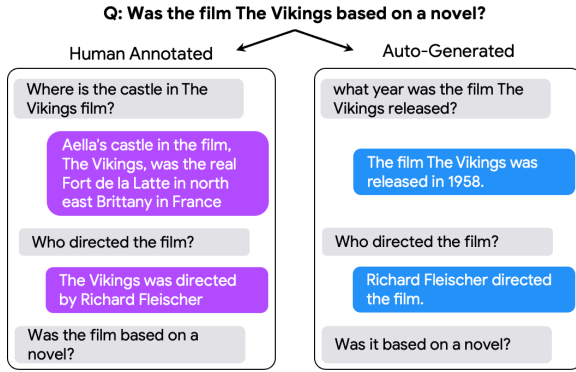 Q: Was the film The Vikings based on a novel?
Human Annotated
Where is the castle in The
Vikings film?
Aella's castle in the film,
The Vikings, was the real
Fort de la Latte in north
east Brittany in France
Who directed the film?
The Vikings was directed
by Richard Fleischer
Was the film based on a
novel?
Auto-Generated
what year was the film The
Vikings released?
The film The Vikings was
released in 1958.
Who directed the film?
Richard Fleischer directed
the film.
Was it based on a novel?